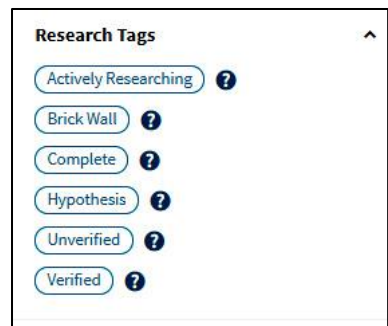 Research Tags
Actively Researching ?
Brick Wall ?
Complete ?
Hypothesis ?
Unverified ?
Verified ?